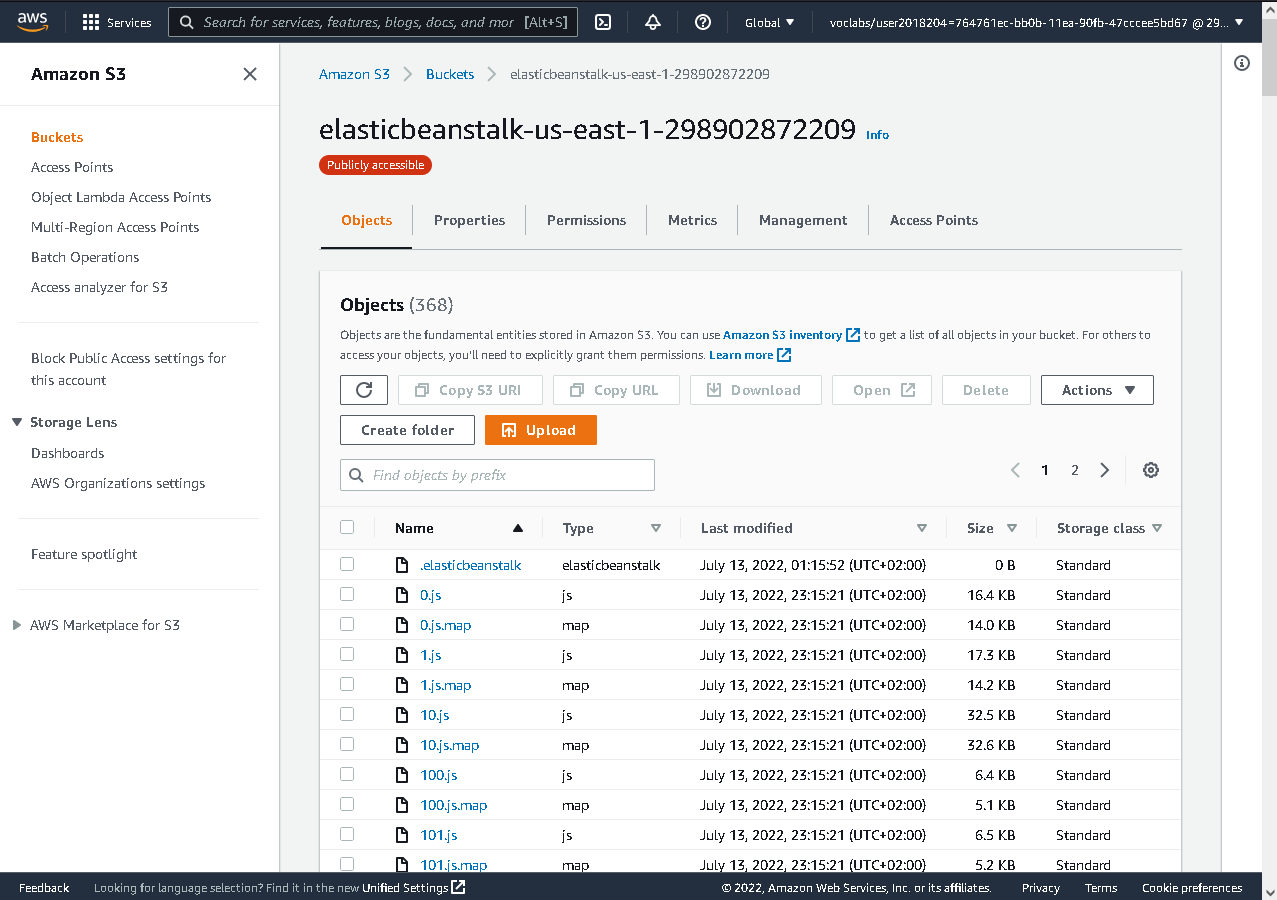 aws Services Search for services, features, blogs, docs, and mor [Alt+S] Global voclabs/user2018204=764761ec-bb0b-11ea-90fb-47cccee5bd67 @ 29...
Amazon S3
Buckets
Access Points
Object Lambda Access Points
Multi-Region Access Points
Batch Operations
Access analyzer for S3
Block Public Access settings for
this account
Storage Lens
Dashboards
AWS Organizations settings
Feature spotlight
AWS Marketplace for S3
Amazon S3 Buckets elasticbeanstalk-us-east-1-298902872209
elasticbeanstalk-us-east-1-298902872209 Info
Publicly accessible
Objects Properties Permissions Metrics Management Access Points
Objects (368)
Objects are the fundamental entities stored in Amazon S3. You can use Amazon S3 inventory to get a list of all objects in your bucket. For others to
access your objects, you'll need to explicitly grant them permissions. Learn more
Copy S3 URI Copy URL Download Open Delete Actions
Create folder Upload
Find objects by prefix 1 2
Name Type Last modified Size Storage class
.elasticbeanstalk elasticbeanstalk July 13, 2022, 01:15:52 (UTC+02:00) 0 B Standard
0.js js July 13, 2022, 23:15:21 (UTC+02:00) 16.4 KB Standard
0.js.map map July 13, 2022, 23:15:21 (UTC+02:00) 14.0 KB Standard
1.js js July 13, 2022, 23:15:21 (UTC+02:00) 17.3 KB Standard
1.js.map map July 13, 2022, 23:15:21 (UTC+02:00) 14.2 KB Standard
10.js js July 13, 2022, 23:15:21 (UTC+02:00) 32.5 KB Standard
10.js.map map July 13, 2022, 23:15:21 (UTC+02:00) 32.6 KB Standard
100.js js July 13, 2022, 23:15:21 (UTC+02:00) 6.4 KB Standard
100.js.map map July 13, 2022, 23:15:21 (UTC+02:00) 5.1 KB Standard
101.js js July 13, 2022, 23:15:21 (UTC+02:00) 6.5 KB Standard
101.js.map map July 13, 2022, 23:15:21 (UTC+02:00) 5.2 KB Standard
Feedback Looking for language selection? Find it in the new Unified Settings © 2022, Amazon Web Services, Inc. or its affiliates. Privacy Terms Cookie preferences